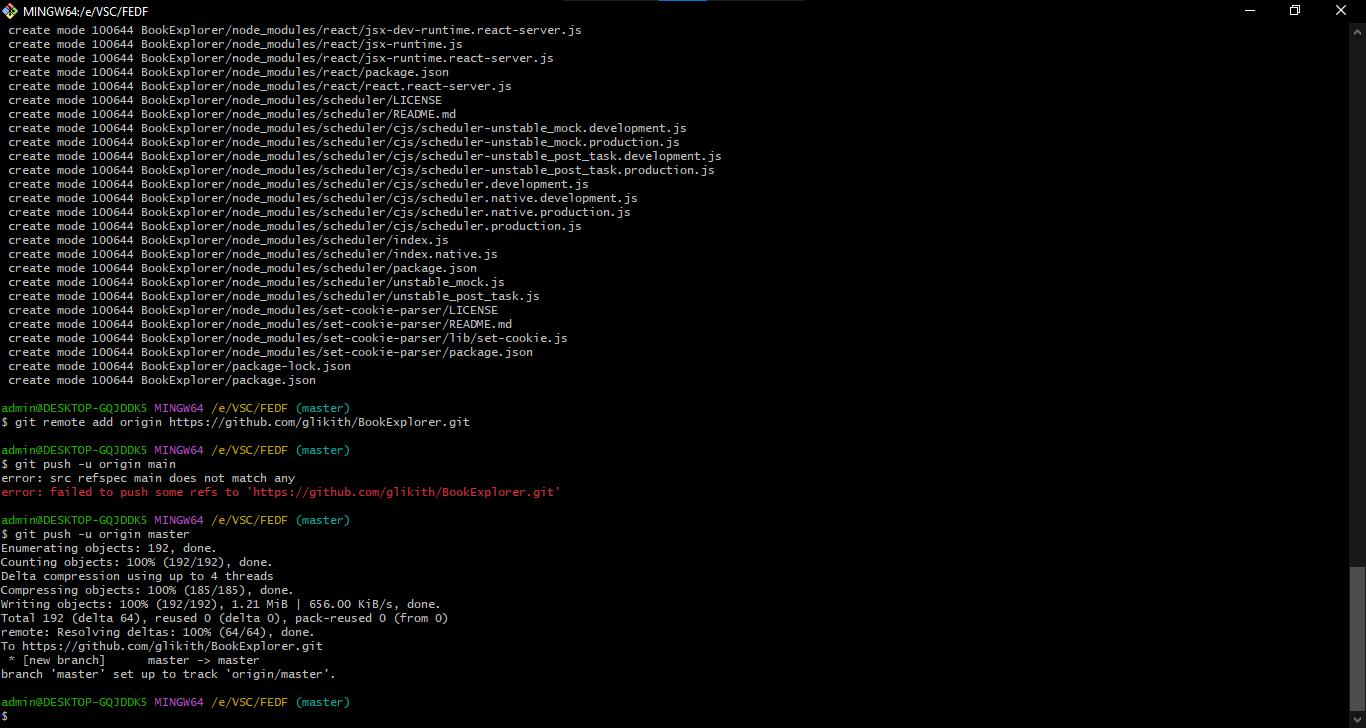 MINGW64:/e/VSC/FEDF
create mode 100644 BookExplorer/node_modules/react/jsx-dev-runtime.react-server.js
create mode 100644 BookExplorer/node_modules/react/jsx-runtime.js
create mode 100644 BookExplorer/node_modules/react/jsx-runtime.react-server.js
create mode 100644 BookExplorer/node_modules/react/package.json
create mode 100644 BookExplorer/node_modules/react/react.react-server.js
create mode 100644 BookExplorer/node_modules/scheduler/LICENSE
create mode 100644 BookExplorer/node_modules/scheduler/README.md
create mode 100644 BookExplorer/node_modules/scheduler/cjs/scheduler-unstable_mock.development.js
create mode 100644 BookExplorer/node_modules/scheduler/cjs/scheduler-unstable_mock.production.js
create mode 100644 BookExplorer/node_modules/scheduler/cjs/scheduler-unstable_post_task.development.js
create mode 100644 BookExplorer/node_modules/scheduler/cjs/scheduler-unstable_post_task.production.js
create mode 100644 BookExplorer/node_modules/scheduler/cjs/scheduler.development.js
create mode 100644 BookExplorer/node_modules/scheduler/cjs/scheduler.native.development.js
create mode 100644 BookExplorer/node_modules/scheduler/cjs/scheduler.native.production.js
create mode 100644 BookExplorer/node_modules/scheduler/cjs/scheduler.production.js
create mode 100644 BookExplorer/node_modules/scheduler/index.js
create mode 100644 BookExplorer/node_modules/scheduler/index.native.js
create mode 100644 BookExplorer/node_modules/scheduler/package.json
create mode 100644 BookExplorer/node_modules/scheduler/unstable_mock.js
create mode 100644 BookExplorer/node_modules/scheduler/unstable_post_task.js
create mode 100644 BookExplorer/node_modules/set-cookie-parser/LICENSE
create mode 100644 BookExplorer/node_modules/set-cookie-parser/README.md
create mode 100644 BookExplorer/node_modules/set-cookie-parser/lib/set-cookie.js
create mode 100644 BookExplorer/node_modules/set-cookie-parser/package.json
create mode 100644 BookExplorer/package-lock.json
create mode 100644 BookExplorer/package.json
admin@DESKTOP-GQJDDK5 MINGW64 /e/VSC/FEDF (master)
$ git remote add origin https://github.com/glikith/BookExplorer.git
admin@DESKTOP-GQJDDK5 MINGW64 /e/VSC/FEDF (master)
$ git push -u origin main
error: src refspec main does not match any
error: failed to push some refs to 'https://github.com/glikith/BookExplorer.git'
admin@DESKTOP-GQJDDK5 MINGW64 /e/VSC/FEDF (master)
$ git push -u origin master
Enumerating objects: 192, done.
Counting objects: 100% (192/192), done.
Delta compression using up to 4 threads
Compressing objects: 100% (185/185), done.
Writing objects: 100% (192/192), 1.21 MiB | 656.00 KiB/s, done.
Total 192 (delta 64), reused 0 (delta 0), pack-reused 0 (from 0)
remote: Resolving deltas: 100% (64/64), done.
To https://github.com/glikith/BookExplorer.git
* [new branch]      master -> master
branch 'master' set up to track 'origin/master'.
admin@DESKTOP-GQJDDK5 MINGW64 /e/VSC/FEDF (master)
$